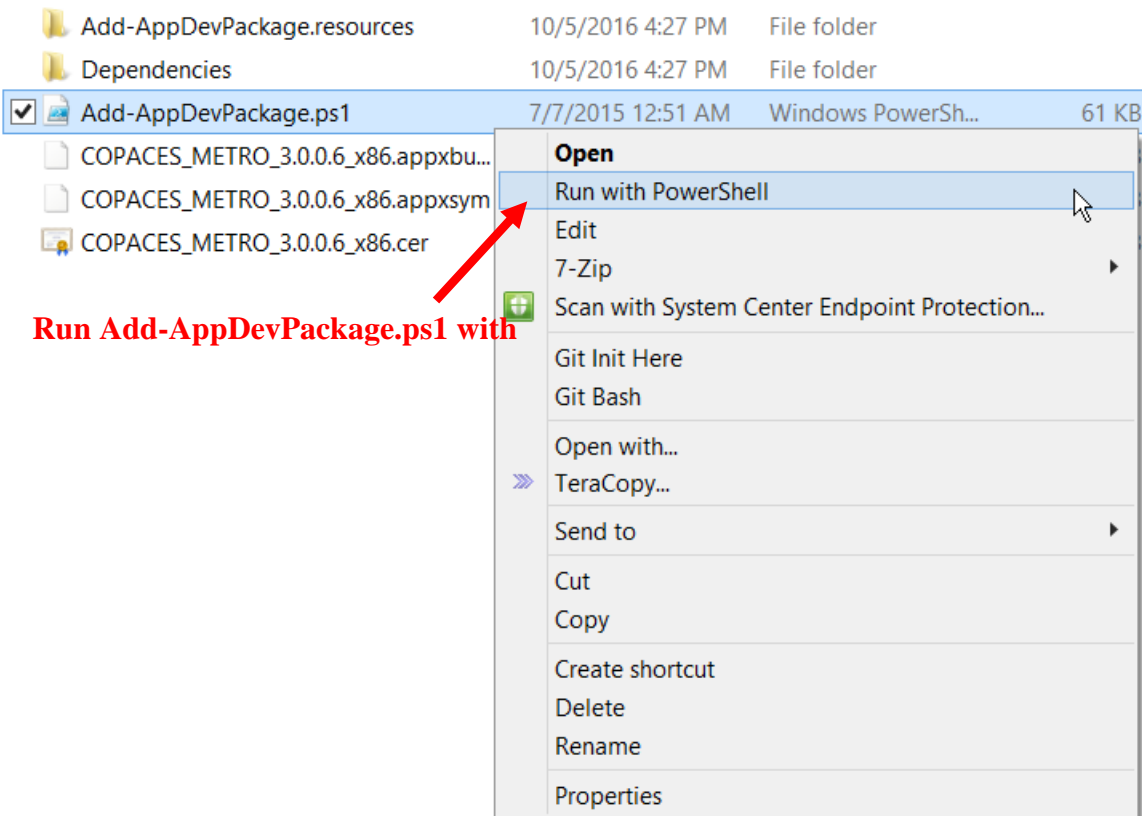 Add-AppDevPackage.resources 10/5/2016 4:27 PM File folder
Dependencies 10/5/2016 4:27 PM File folder
Add-AppDevPackage.ps1 7/7/2015 12:51 AM Windows PowerSh... 61 KB
COPACES_METRO_3.0.0.6_x86.appxbu...
COPACES_METRO_3.0.0.6_x86.appxsym
COPACES_METRO_3.0.0.6_x86.cer
Run Add-AppDevPackage.ps1 with
Open
Run with PowerShell
Edit
7-Zip
Scan with System Center Endpoint Protection...
Git Init Here
Git Bash
Open with...
TeraCopy...
Send to
Cut
Copy
Create shortcut
Delete
Rename
Properties